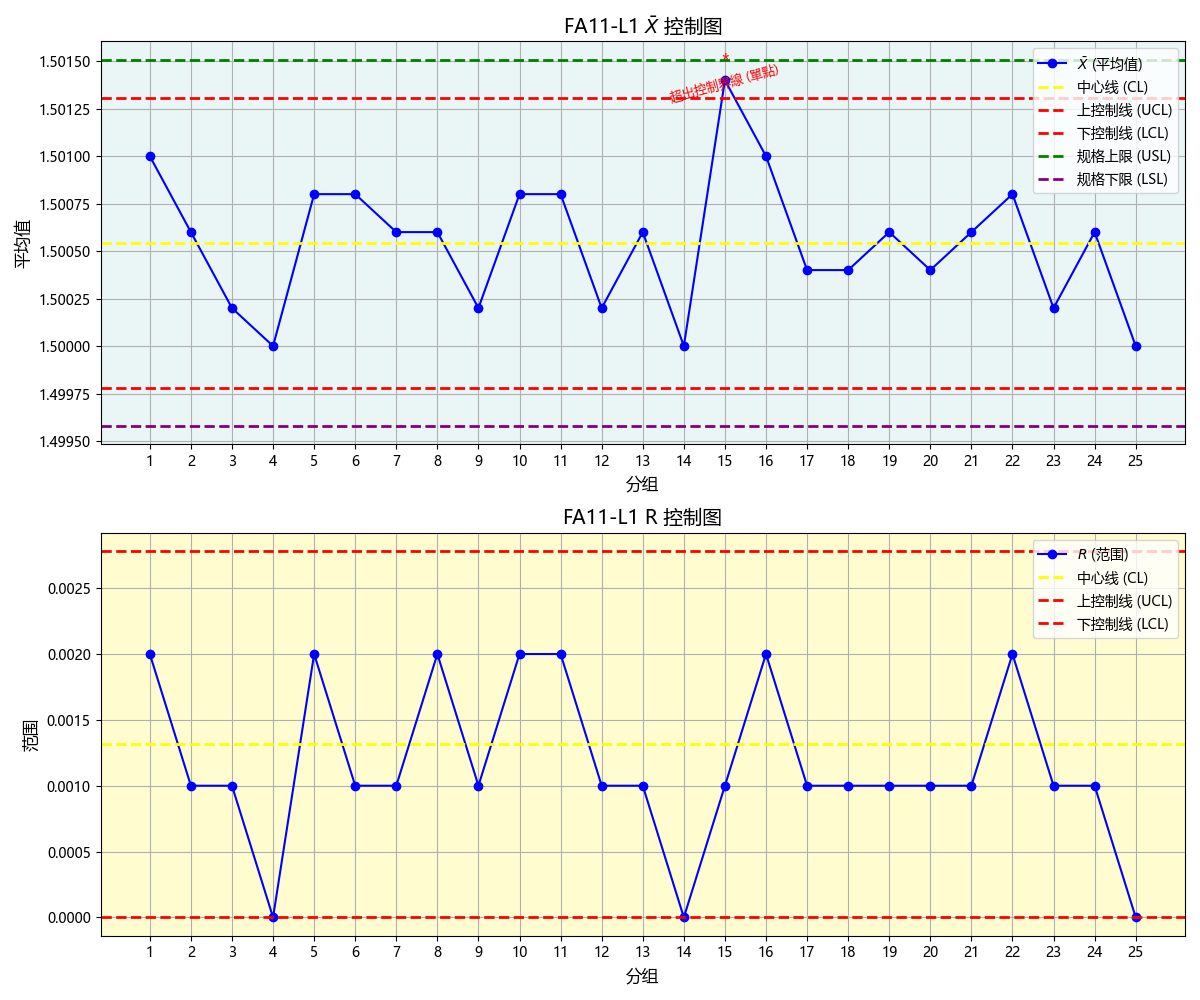 FA11-L1 X̄ 控制图
1.50150
1.50125
1.50100
1.50075
1.50050
1.50025
1.50000
1.49975
1.49950
平均值
*
超出控制界線 (單點)
X̄ (平均值)
中心线 (CL)
上控制线 (UCL)
下控制线 (LCL)
规格上限 (USL)
规格下限 (LSL)
1 2 3 4 5 6 7 8 9 10 11 12 13 14 15 16 17 18 19 20 21 22 23 24 25
分组
FA11-L1 R 控制图
0.0025
0.0020
0.0015
0.0010
0.0005
0.0000
范围
R (范围)
中心线 (CL)
上控制线 (UCL)
下控制线 (LCL)
1 2 3 4 5 6 7 8 9 10 11 12 13 14 15 16 17 18 19 20 21 22 23 24 25
分组